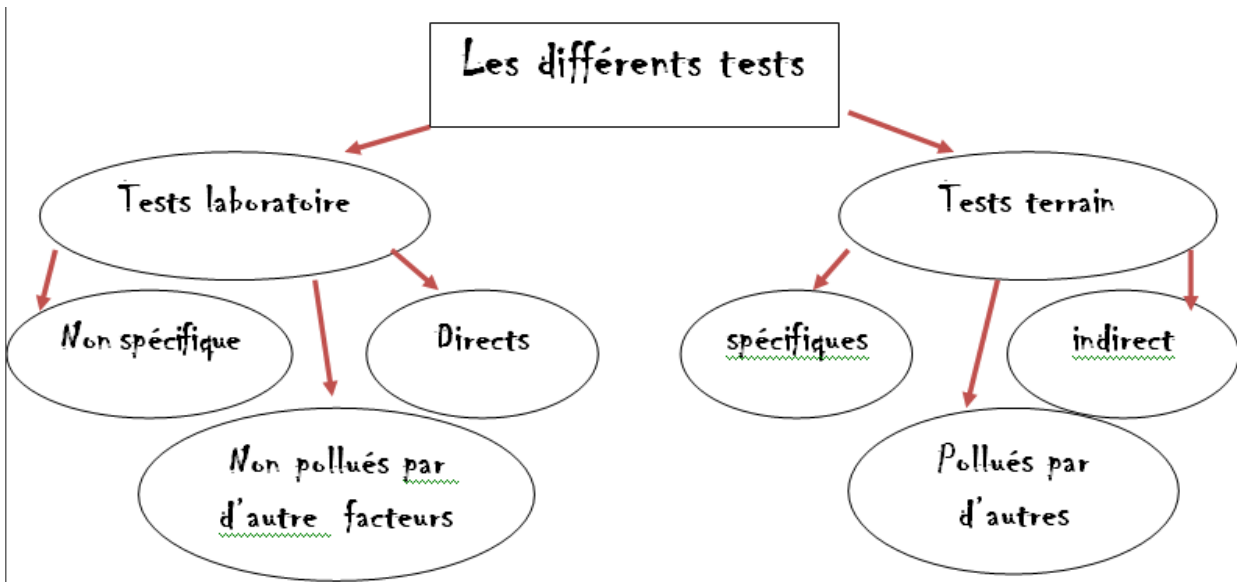 Les différents tests
Tests laboratoire
Tests terrain
Non spécifique
Directs
spécifiques
indirect
Non pollués par
d'autre facteurs
Pollués par
d'autres